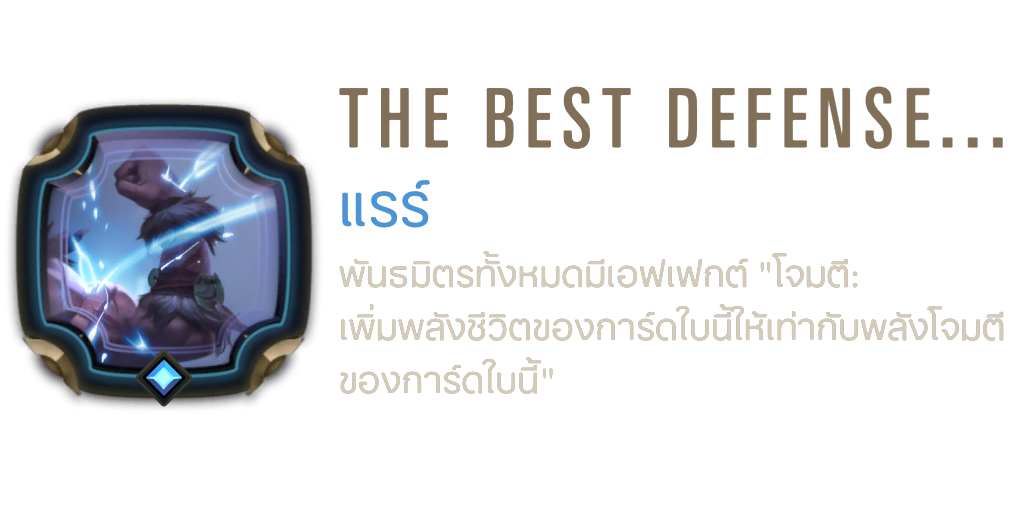 THE BEST DEFENSE...
แรร์
พันธมิตรทั้งหมดมีเอฟเฟกต์ "โจมตี:
เพิ่มพลังชีวิตของการ์ดใบนี้ให้เท่ากับพลังโจมตี
ของการ์ดใบนี้"